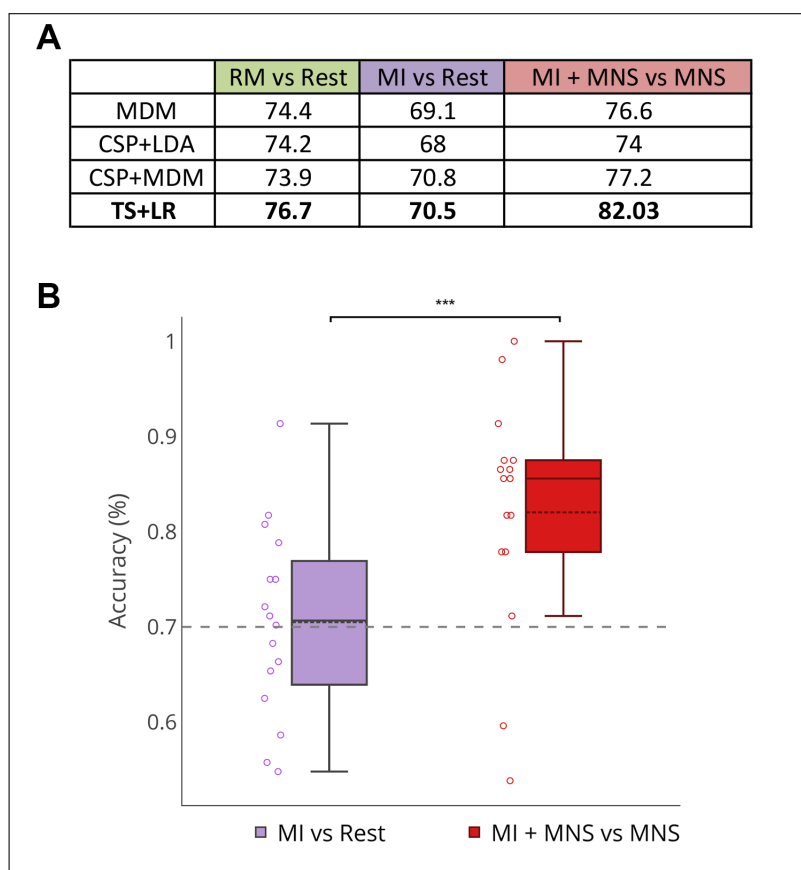 A
RM vs Rest MI vs Rest MI + MNS vs MNS
MDM 74.4 69.1 76.6
CSP+LDA 74.2 68 74
CSP+MDM 73.9 70.8 77.2
TS+LR 76.7 70.5 82.03
B
***
1
0.9
0.8
0.7
0.6
Accuracy (%)
MI vs Rest MI + MNS vs MNS